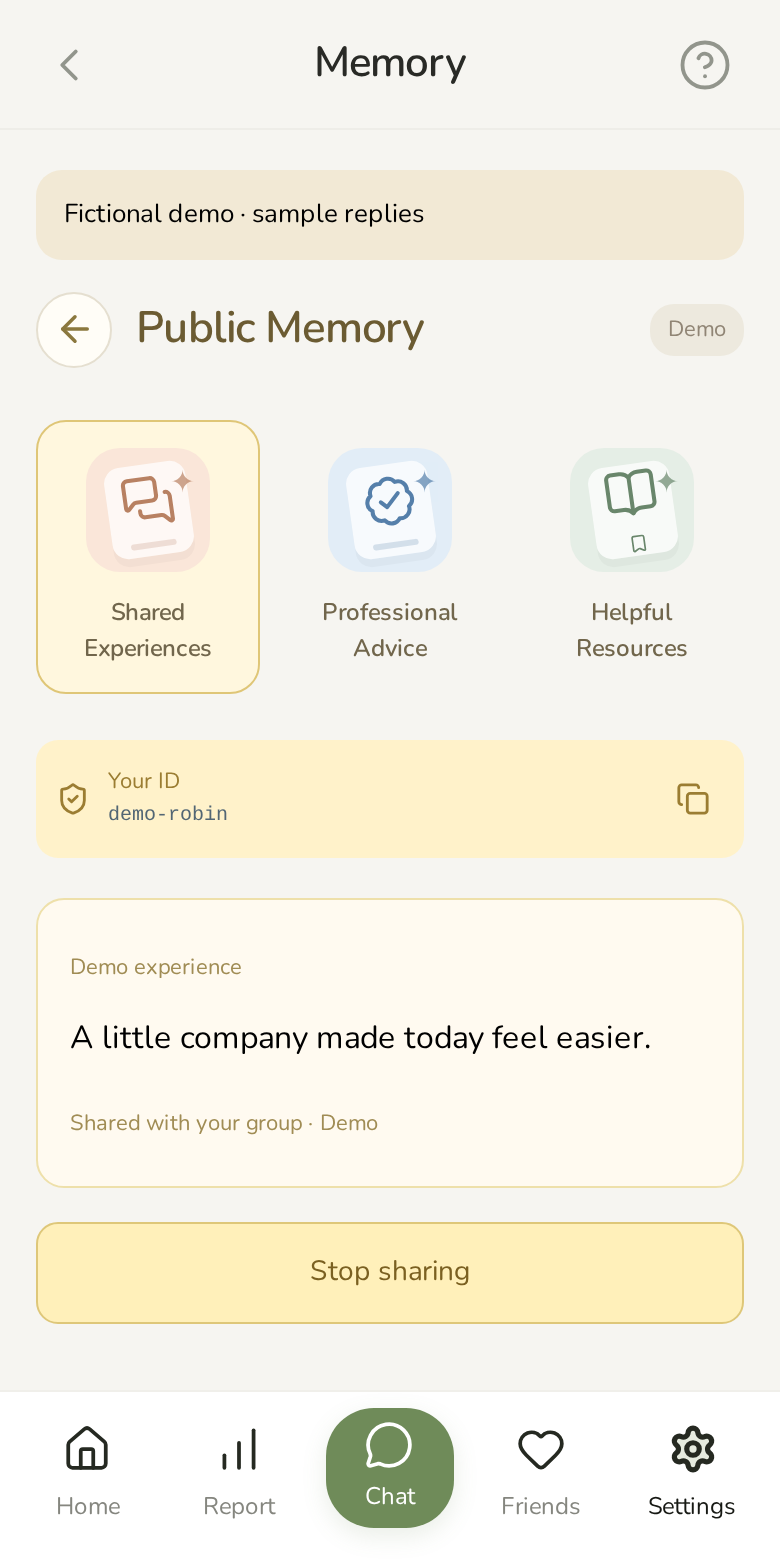 Memory
Fictional demo · sample replies
Public Memory
Demo
Shared
Experiences
Professional
Advice
Helpful
Resources
Your ID
demo-robin
Demo experience
A little company made today feel easier.
Shared with your group · Demo
Stop sharing
Home
Report
Chat
Friends
Settings